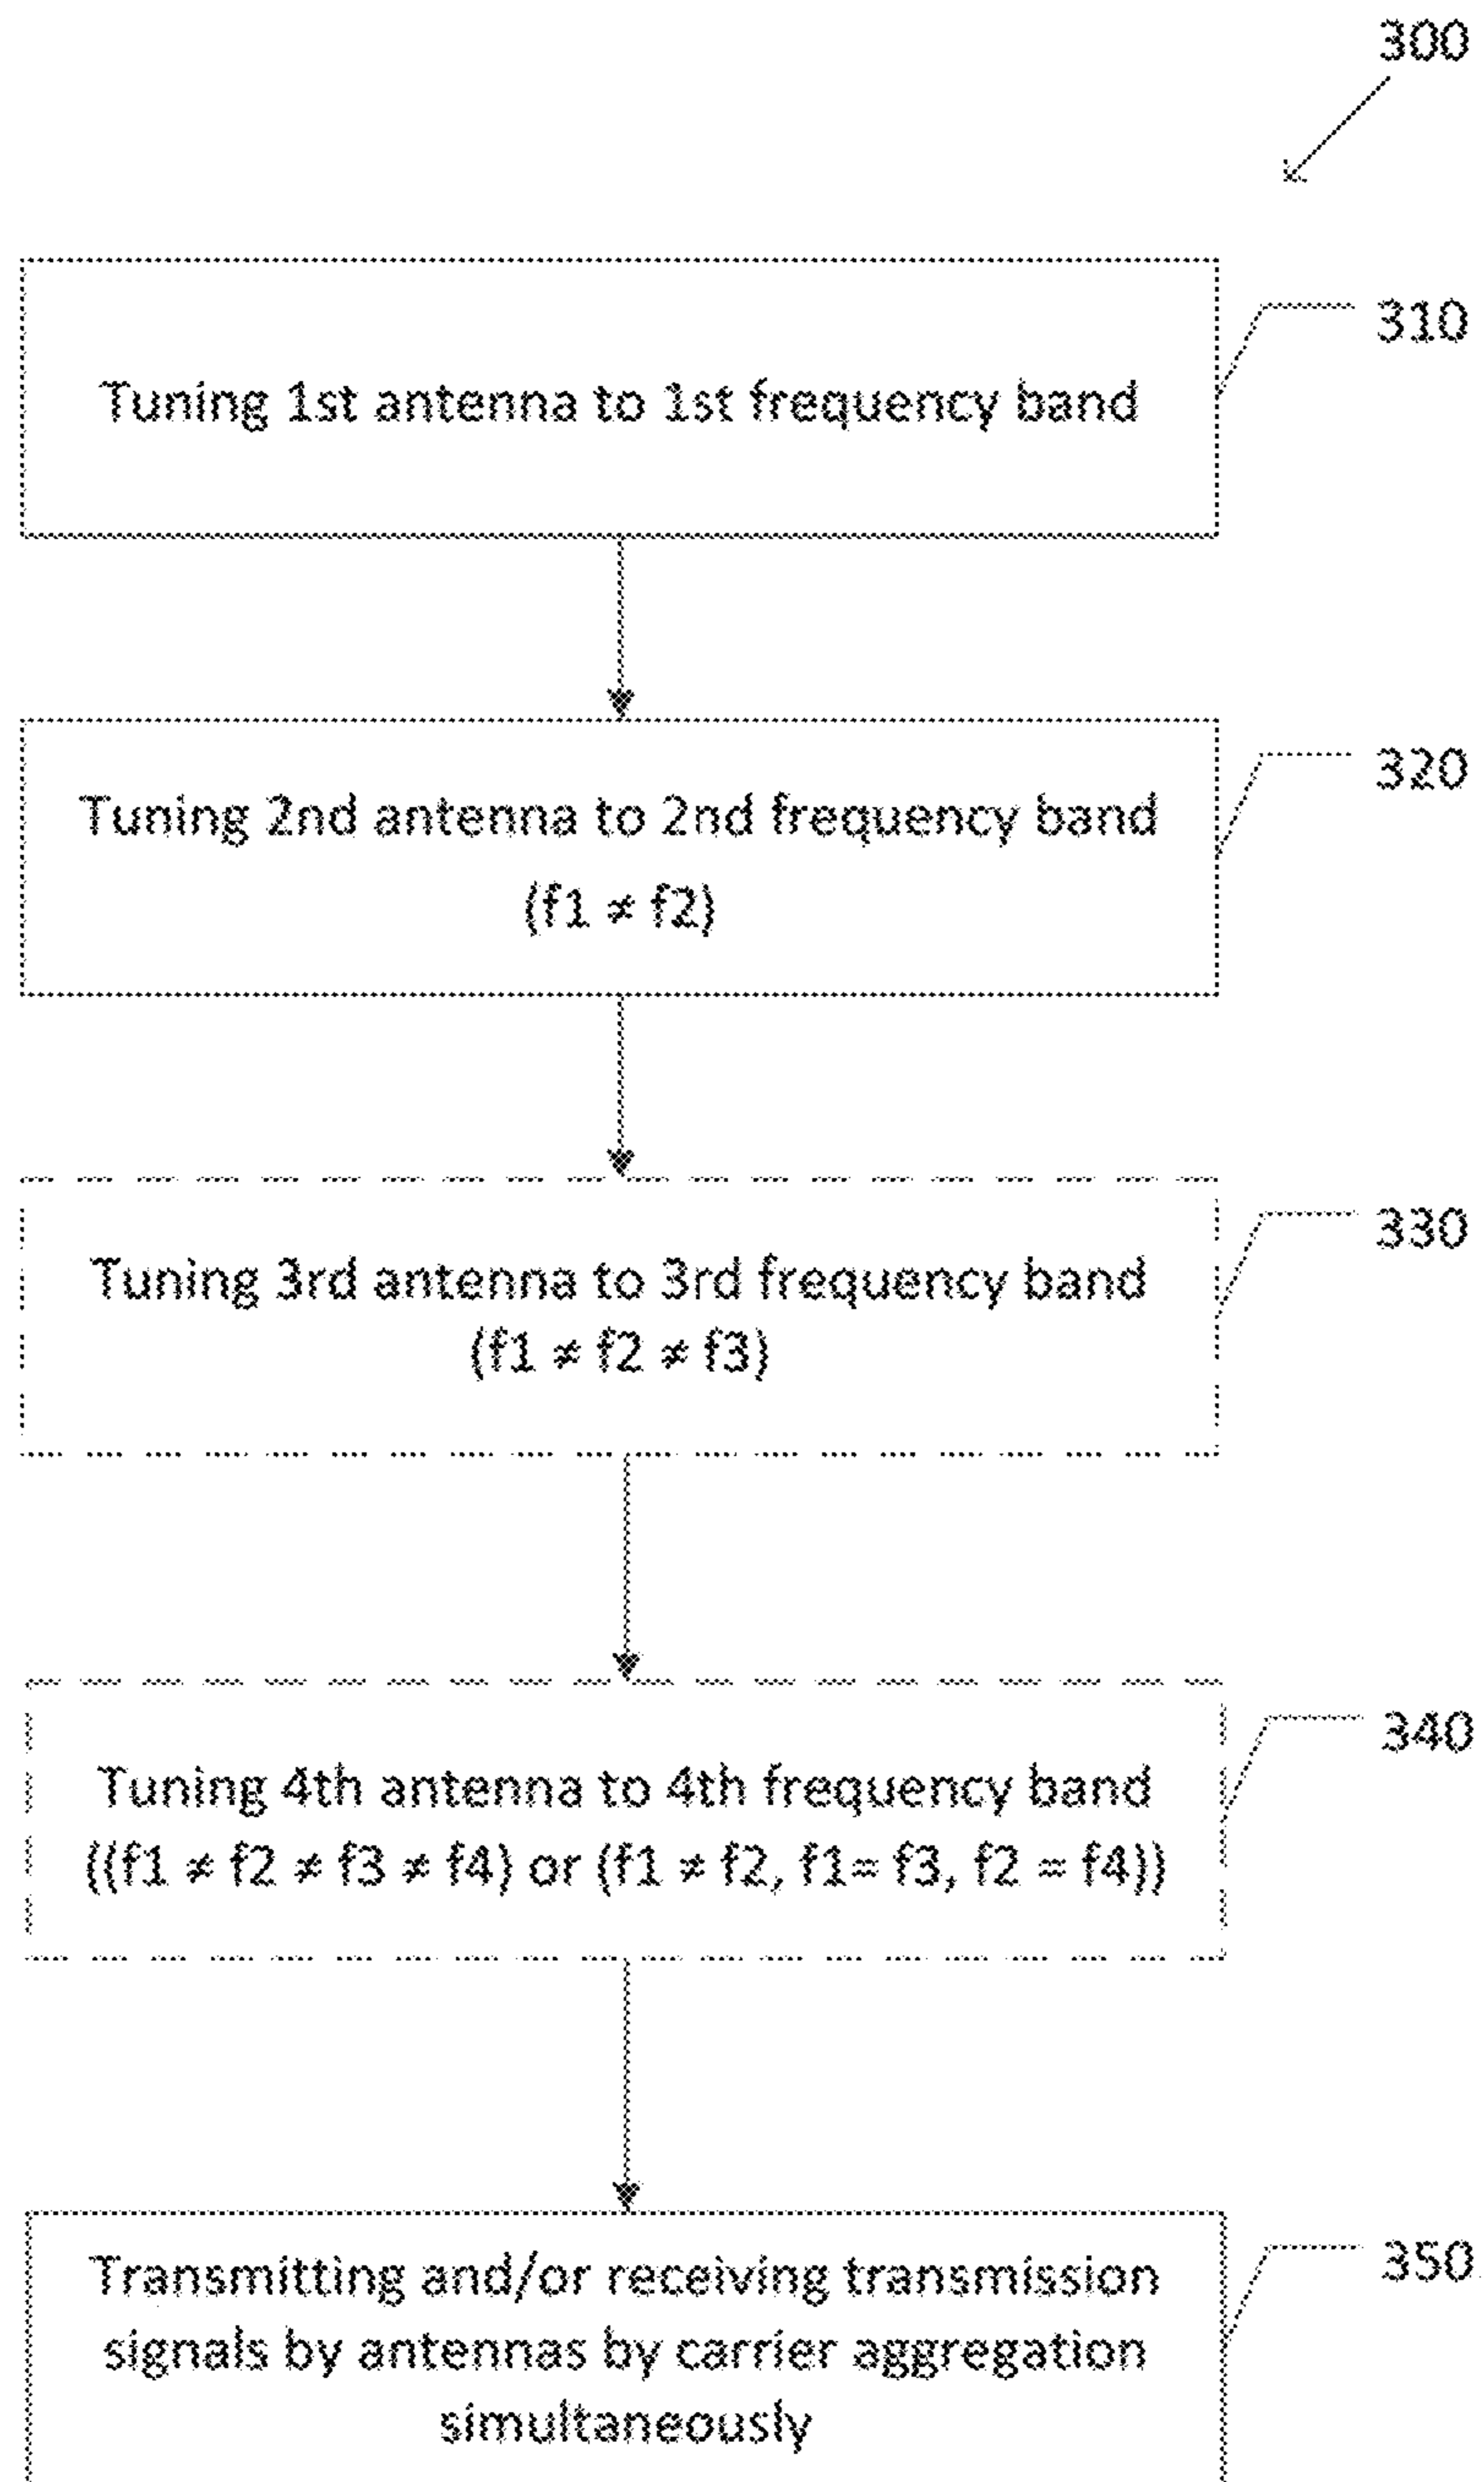 300
Tuning 1st antenna to 1st frequency band
310
Tuning 2nd antenna to 2nd frequency band
(f1 ≠ f2)
320
Tuning 3rd antenna to 3rd frequency band
(f1 ≠ f2 ≠ f3)
330
Tuning 4th antenna to 4th frequency band
((f1 ≠ f2 ≠ f3 ≠ f4) or (f1 ≠ f2, f1= f3, f2 = f4))
340
Transmitting and/or receiving transmission
signals by antennas by carrier aggregation
simultaneously
350